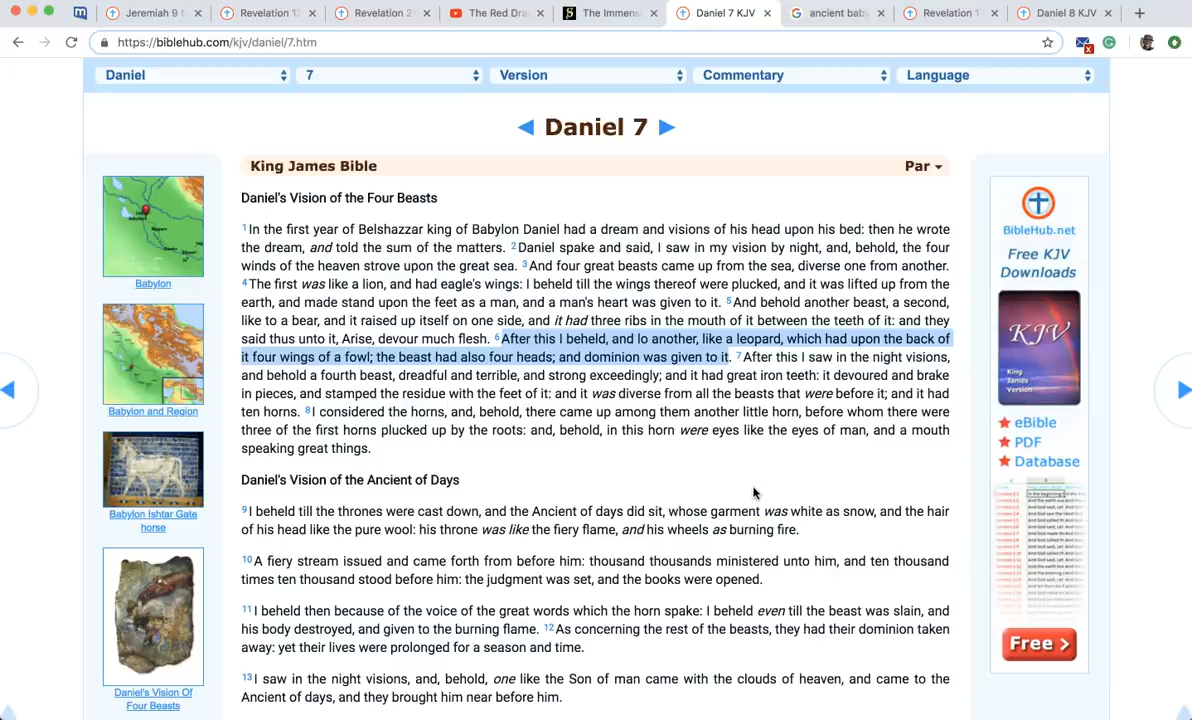 Jeremiah 9
Revelation 1
Revelation 2
The Red Dra
The Immens
Daniel 7 KJV
ancient bab
Revelation 1
Daniel 8 KJV
https://biblehub.com/kjv/daniel/7.htm
Daniel 7 Version Commentary Language
Daniel 7
King James Bible Par
Daniel's Vision of the Four Beasts
1 In the first year of Belshazzar king of Babylon Daniel had a dream and visions of his head upon his bed: then he wrote
the dream, and told the sum of the matters. 2 Daniel spake and said, I saw in my vision by night, and, behold, the four
winds of the heaven strove upon the great sea. 3 And four great beasts came up from the sea, diverse one from another.
4 The first was like a lion, and had eagle's wings: I beheld till the wings thereof were plucked, and it was lifted up from the
earth, and made stand upon the feet as a man, and a man's heart was given to it. 5 And behold another beast, a second,
like to a bear, and it raised up itself on one side, and it had three ribs in the mouth of it between the teeth of it: and they
said thus unto it, Arise, devour much flesh. 6 After this I beheld, and lo another, like a leopard, which had upon the back of
it four wings of a fowl; the beast had also four heads; and dominion was given to it. 7 After this I saw in the night visions,
and behold a fourth beast, dreadful and terrible, and strong exceedingly; and it had great iron teeth: it devoured and brake
in pieces, and stamped the residue with the feet of it: and it was diverse from all the beasts that were before it; and it had
ten horns. 8 I considered the horns, and, behold, there came up among them another little horn, before whom there were
three of the first horns plucked up by the roots: and, behold, in this horn were eyes like the eyes of man, and a mouth
speaking great things.
Daniel's Vision of the Ancient of Days
9 I beheld till the thrones were cast down, and the Ancient of days did sit, whose garment was white as snow, and the hair
of his head like the pure wool: his throne was like the fiery flame, and his wheels as burning fire.
10 A fiery stream issued and came forth from before him: thousand thousands ministered unto him, and ten thousand
times ten thousand stood before him: the judgment was set, and the books were opened.
11 I beheld then because of the voice of the great words which the horn spake: I beheld even till the beast was slain, and
his body destroyed, and given to the burning flame. 12 As concerning the rest of the beasts, they had their dominion taken
away: yet their lives were prolonged for a season and time.
13 I saw in the night visions, and, behold, one like the Son of man came with the clouds of heaven, and came to the
Ancient of days, and they brought him near before him.
Babylon
Babylon and Region
Babylon Ishtar Gate
horse
Daniel's Vision Of
Four Beasts
BibleHub.net
Free KJV
Downloads
KJV
King
James
Version
eBible
PDF
Database
Free >